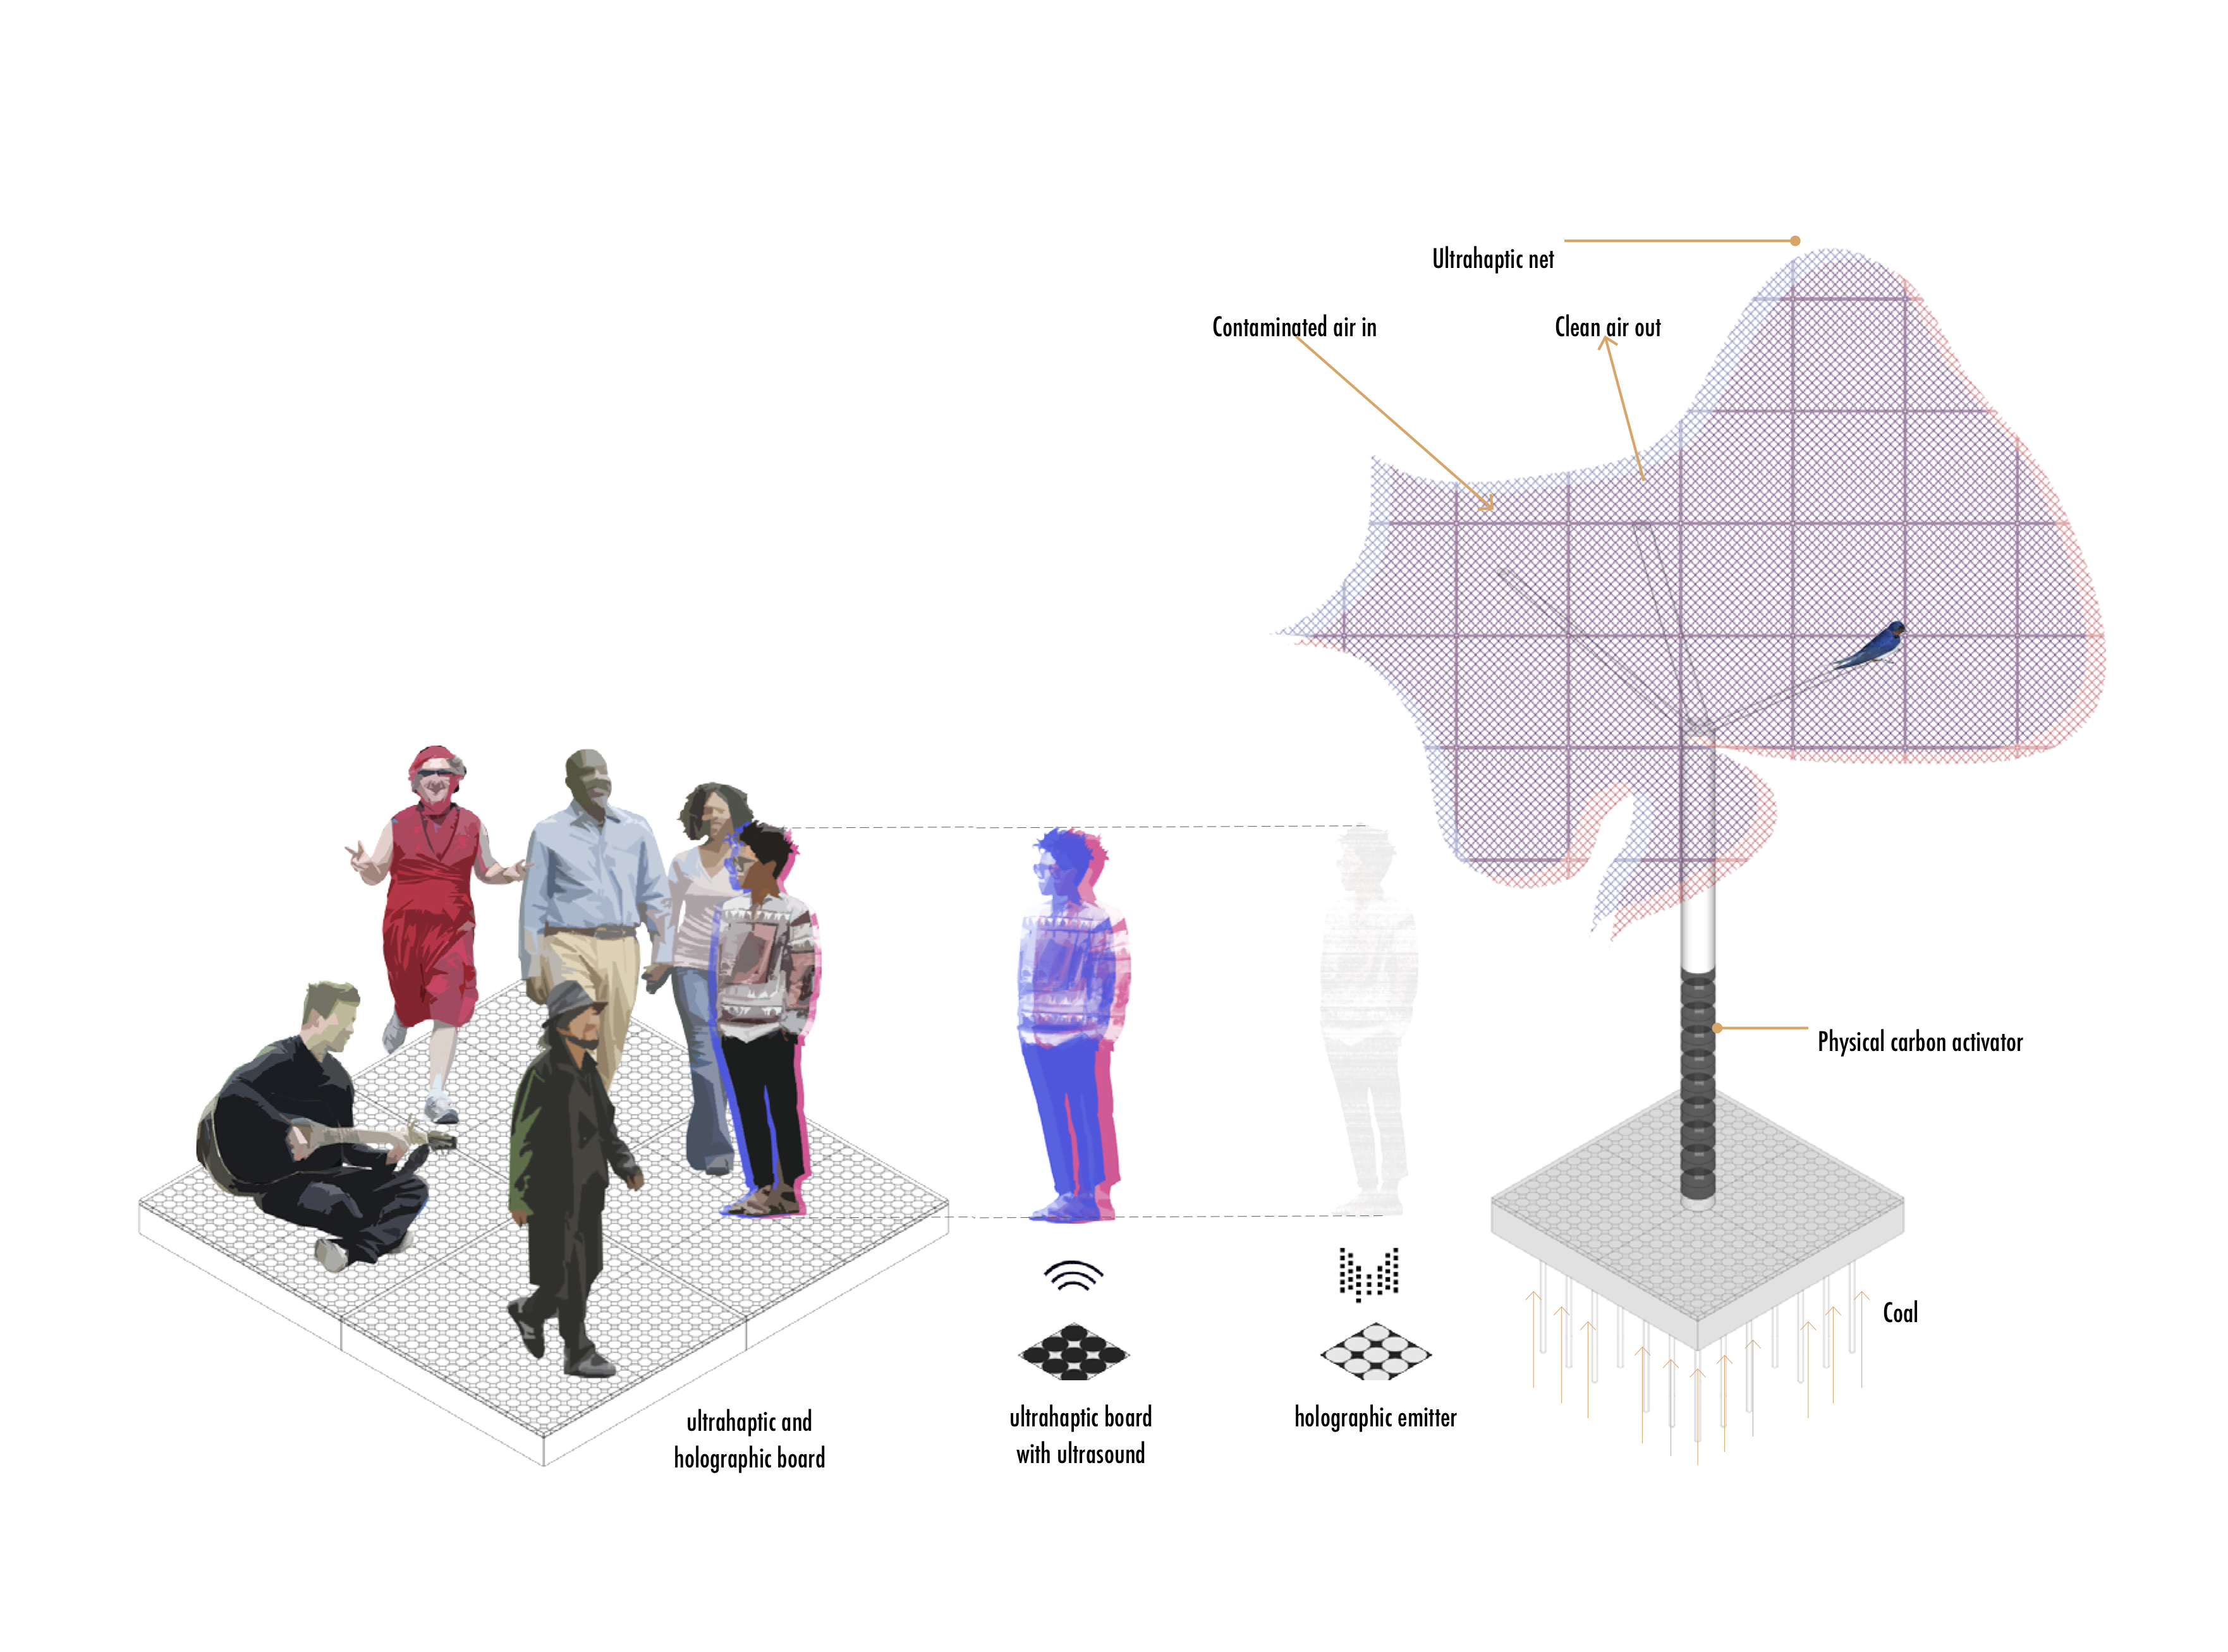 Ultrahaptic net
Contaminated air in
Clean air out
Physical carbon activator
Coal
ultrahaptic and
holographic board
ultrahaptic board
with ultrasound
holographic emitter